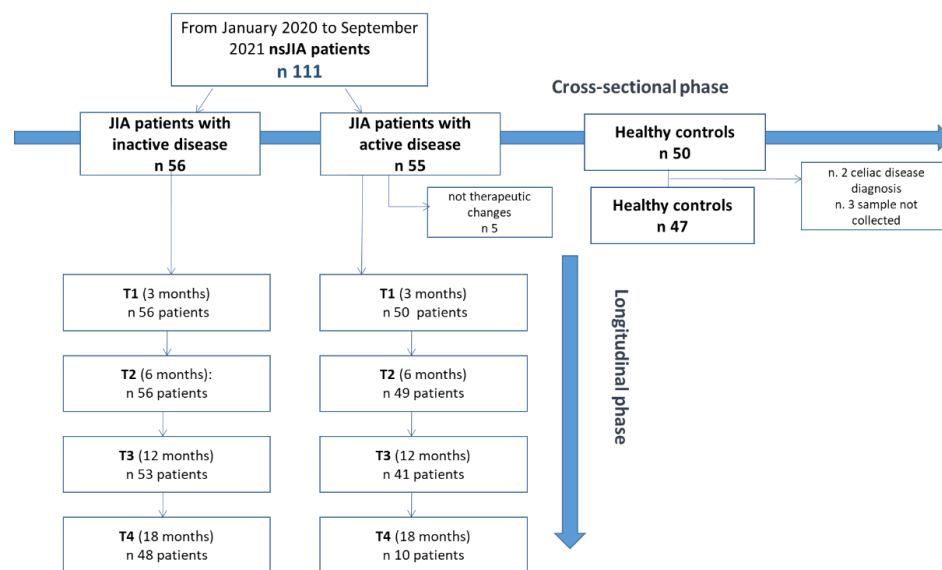 From January 2020 to September
2021 nsJIA patients
n 111
Cross-sectional phase
JIA patients with
inactive disease
n 56
JIA patients with
active disease
n 55
Healthy controls
n 50
not therapeutic
changes
n 5
Healthy controls
n 47
n. 2 celiac disease
diagnosis
n. 3 sample not
collected
T1 (3 months)
n 56 patients
T1 (3 months)
n 50 patients
Longitudinal phase
T2 (6 months):
n 56 patients
T2 (6 months)
n 49 patients
T3 (12 months)
n 53 patients
T3 (12 months)
n 41 patients
T4 (18 months)
n 48 patients
T4 (18 months)
n 10 patients